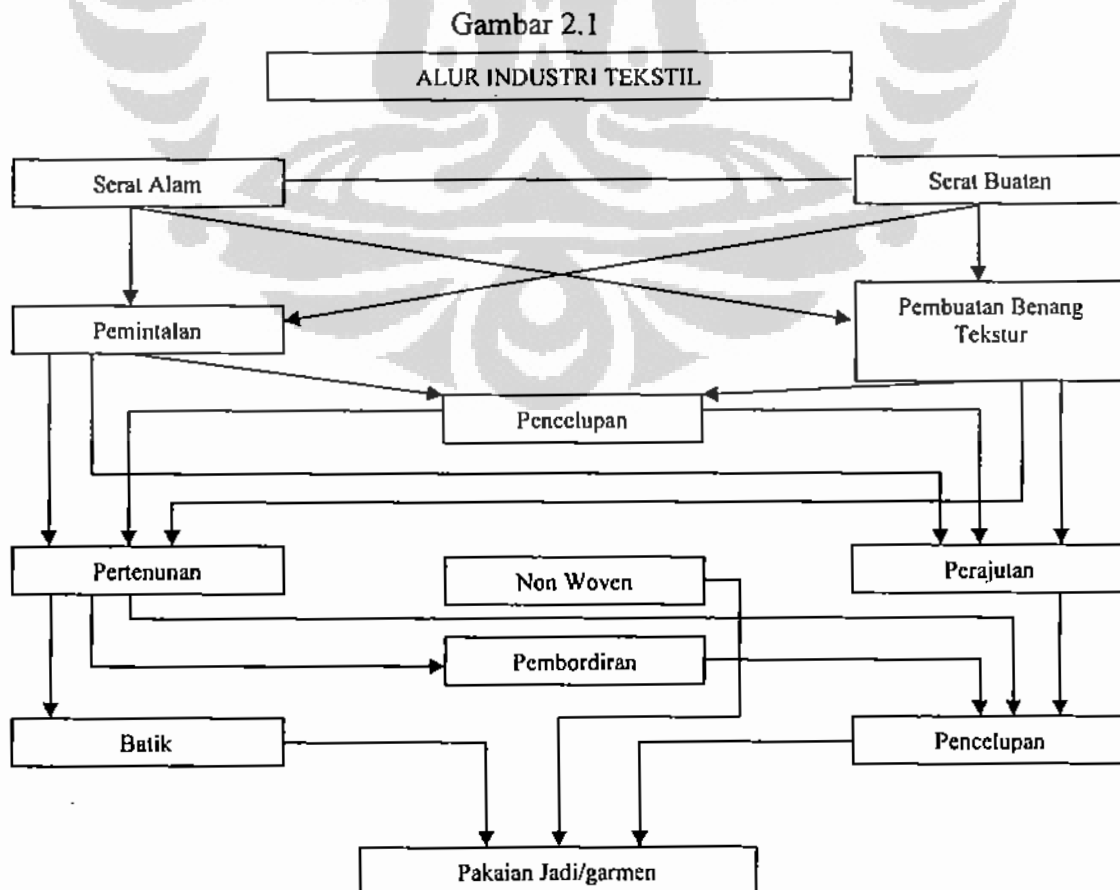 Gambar 2.1
ALUR INDUSTRI TEKSTIL
Serat Alam
Serat Buatan
Pemintalan
Pembuatan Benang
Tekstur
Pencelupan
Pertenunan
Non Woven
Perajutan
Pembordiran
Batik
Pencelupan
Pakaian Jadi/garmen